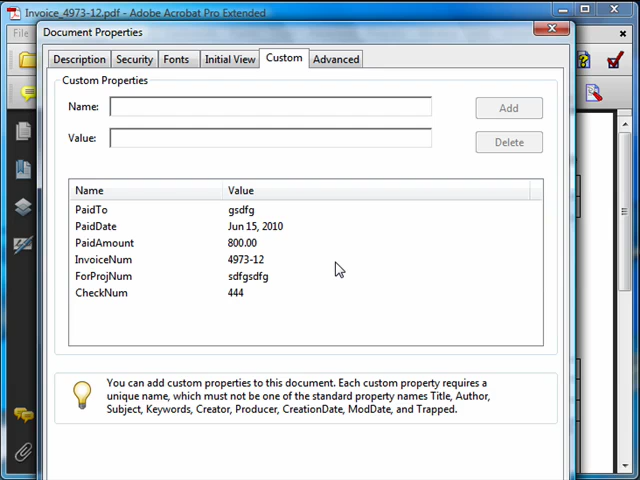 Invoice_4973-12.pdf - Adobe Acrobat Pro Extended
File
Document Properties
Description Security Fonts Initial View Custom Advanced
Custom Properties
Name: Add
Value: Delete
Name Value
PaidTo gsdfg
PaidDate Jun 15, 2010
PaidAmount 800.00
InvoiceNum 4973-12
ForProjNum sdfgsdfg
CheckNum 444
You can add custom properties to this document. Each custom property requires a
unique name, which must not be one of the standard property names Title, Author,
Subject, Keywords, Creator, Producer, CreationDate, ModDate, and Trapped.